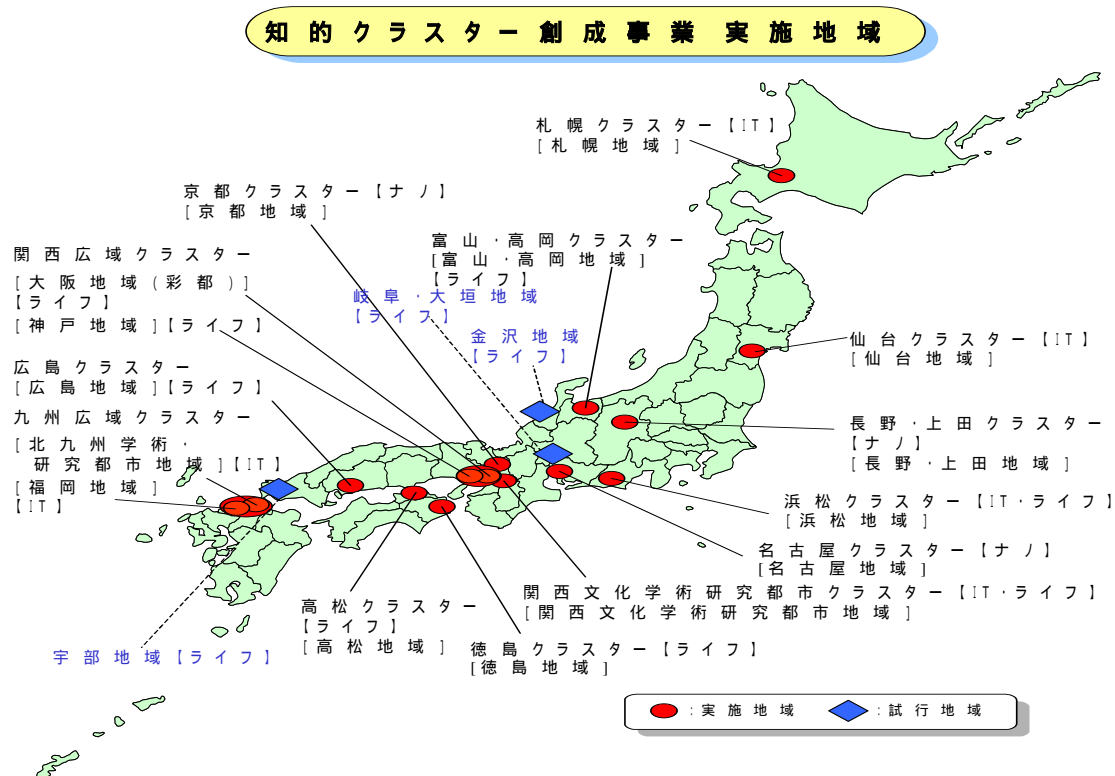 知的クラスター創成事業 実施地域
札幌クラスター【IT】
[札幌地域]
京都クラスター【ナノ】
[京都地域]
富山・高岡クラスター
[富山・高岡地域]
【ライフ】
関西広域クラスター
[大阪地域(彩都)]
【ライフ】
[神戸地域]【ライフ】
岐阜・大垣地域
【ライフ】
金沢地域
【ライフ】
仙台クラスター【IT】
[仙台地域]
広島クラスター
[広島地域]【ライフ】
九州広域クラスター
[北九州学術・
研究都市地域]【IT】
[福岡地域]
【IT】
長野・上田クラスター
【ナノ】
[長野・上田地域]
浜松クラスター【IT・ライフ】
[浜松地域]
名古屋クラスター【ナノ】
[名古屋地域]
関西文化学術研究都市クラスター【IT・ライフ】
[関西文化学術研究都市地域]
高松クラスター
【ライフ】
[高松地域]
徳島クラスター【ライフ】
[徳島地域]
宇部地域【ライフ】
:実施地域 :試行地域